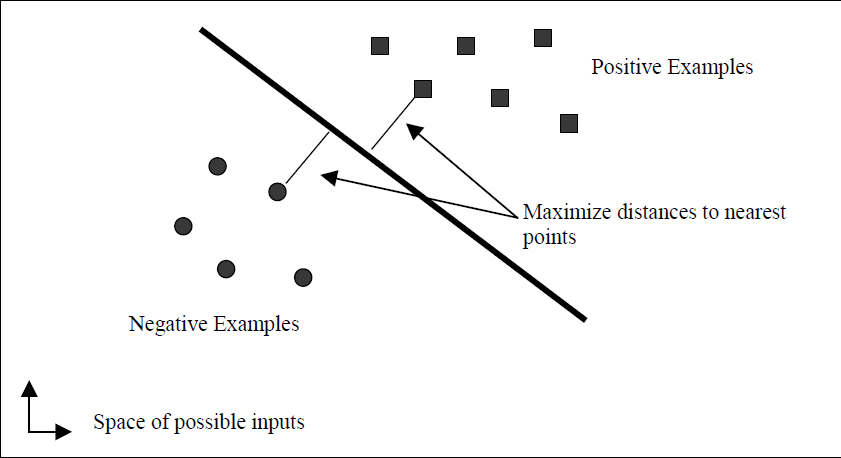 Positive Examples
Maximize distances to nearest
points
Negative Examples
Space of possible inputs